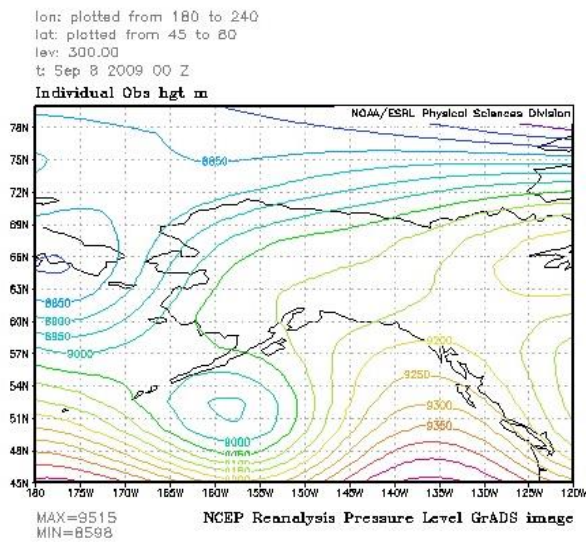 lon: plotted from 180 to 240
lat: plotted from 45 to 80
lev: 300.00
t: Sep 8 2009 00 Z
Individual Obs hgt m
NOAA/ESRL Physical Sciences Division
78N
75N
72N
69N
66N
63N
60N
57N
54N
51N
48N
45N
8850
8850
8900
8950
9000
9000
9200
9250
9300
9350
180
175W
170W
165W
160W
155W
150W
145W
140W
135W
130W
125W
120W
MAX=9515
MIN=8598
NCEP Reanalysis Pressure Level GrADS image